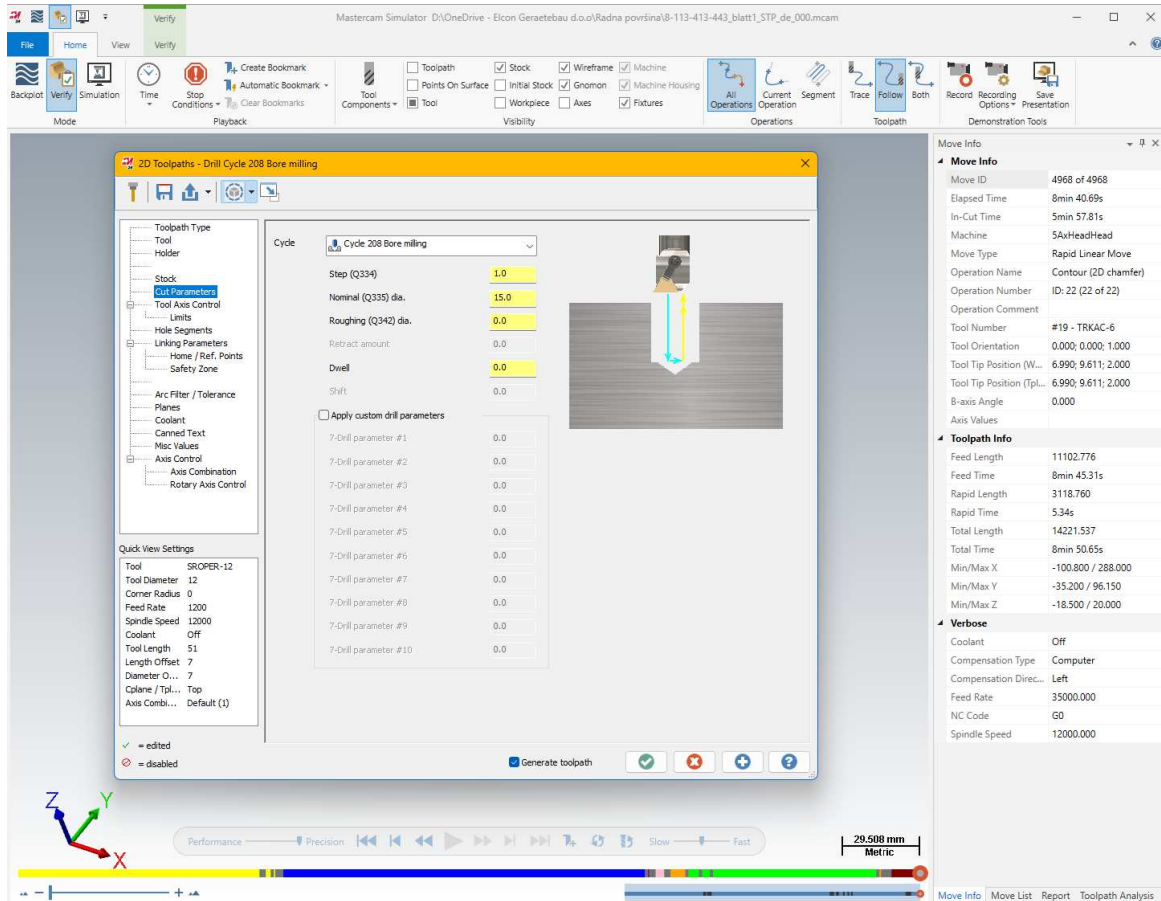 Verify
Mastercam Simulator D:\OneDrive - Elcon Geraetebau d.o.o\Radna površina\8-113-413-443_blatt1_STP_de_000.mcam
File Home View Verify
Backplot Verify Simulation
Mode
Time
Stop Conditions
Create Bookmark
Automatic Bookmark
Clear Bookmarks
Playback
Tool Components
Toolpath Stock Wireframe Machine
Points On Surface Initial Stock Gnomon Machine Housing
Tool Workpiece Axes Fixtures
Visibility
All Operations Current Operation Segment
Operations
Trace Follow Both
Toolpath
Record Recording Options Save Presentation
Demonstration Tools
2D Toolpaths - Drill Cycle 208 Bore milling
Toolpath Type
Tool
Holder
Stock
Cut Parameters
Tool Axis Control
Limits
Hole Segments
Linking Parameters
Home / Ref. Points
Safety Zone
Arc Filter / Tolerance
Planes
Coolant
Canned Text
Misc Values
Axis Control
Axis Combination
Rotary Axis Control
Quick View Settings
Tool SROPER-12
Tool Diameter 12
Corner Radius 0
Feed Rate 1200
Spindle Speed 12000
Coolant Off
Tool Length 51
Length Offset 7
Diameter O... 7
Cplane / Tpl... Top
Axis Combi... Default (1)
= edited
= disabled
Cycle Cycle 208 Bore milling
Step (Q334) 1.0
Nominal (Q335) dia. 15.0
Roughing (Q342) dia. 0.0
Retract amount 0.0
Dwell 0.0
Shift 0.0
Apply custom drill parameters
7-Drill parameter #1 0.0
7-Drill parameter #2 0.0
7-Drill parameter #3 0.0
7-Drill parameter #4 0.0
7-Drill parameter #5 0.0
7-Drill parameter #6 0.0
7-Drill parameter #7 0.0
7-Drill parameter #8 0.0
7-Drill parameter #9 0.0
7-Drill parameter #10 0.0
Generate toolpath
Move Info
Move Info
Move ID 4968 of 4968
Elapsed Time 8min 40.69s
In-Cut Time 5min 57.81s
Machine 5AxHeadHead
Move Type Rapid Linear Move
Operation Name Contour (2D chamfer)
Operation Number ID: 22 (22 of 22)
Operation Comment
Tool Number #19 - TRKAC-6
Tool Orientation 0.000; 0.000; 1.000
Tool Tip Position (W... 6.990; 9.611; 2.000
Tool Tip Position (Tpl... 6.990; 9.611; 2.000
B-axis Angle 0.000
Axis Values
Toolpath Info
Feed Length 11102.776
Feed Time 8min 45.31s
Rapid Length 3118.760
Rapid Time 5.34s
Total Length 14221.537
Total Time 8min 50.65s
Min/Max X -100.800 / 288.000
Min/Max Y -35.200 / 96.150
Min/Max Z -18.500 / 20.000
Verbose
Coolant Off
Compensation Type Computer
Compensation Direc... Left
Feed Rate 35000.000
NC Code G0
Spindle Speed 12000.000
Z
Y
X
Performance Precision Slow Fast
29.508 mm
Metric
Move Info Move List Report Toolpath Analysis